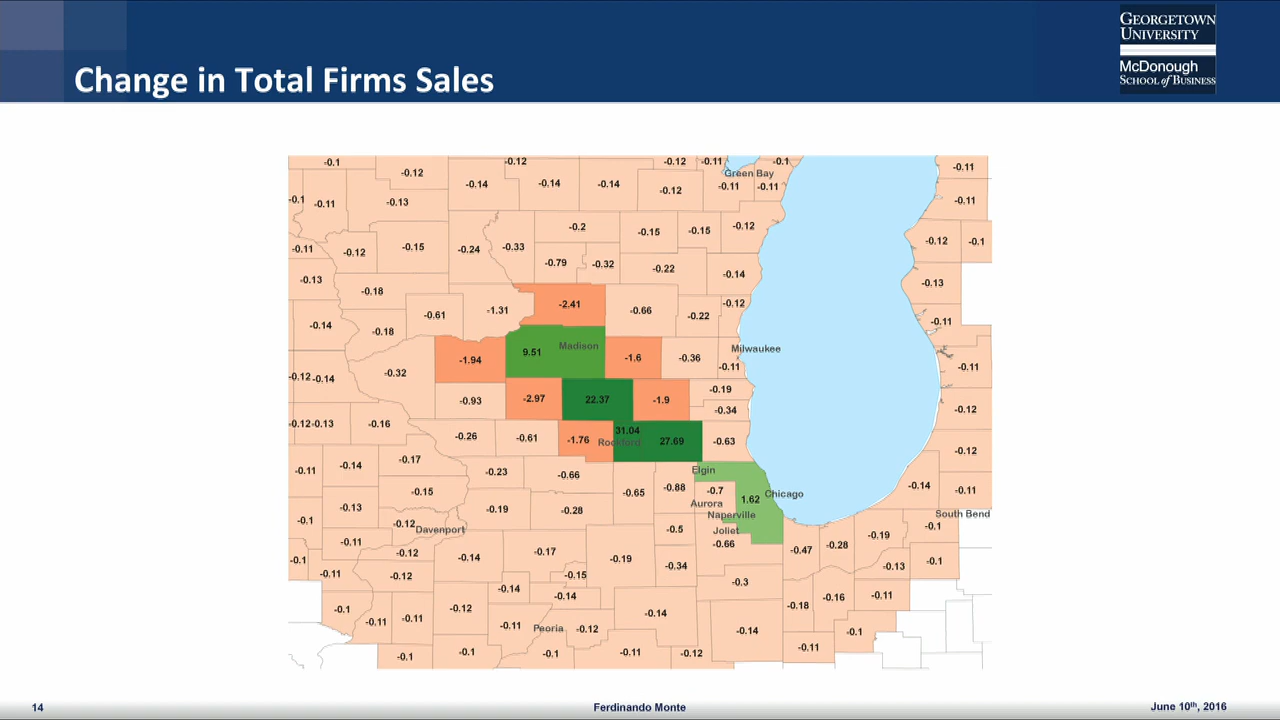 GEORGETOWN
UNIVERSITY
McDonough
SCHOOL of BUSINESS
Change in Total Firms Sales
-0.1 -0.12 -0.12 -0.11 -0.1 -0.11
-0.12 Green Bay
-0.14 -0.14 -0.14 -0.12 -0.11 -0.11
-0.1 -0.11 -0.13 -0.11
-0.2 -0.15 -0.15 -0.12
-0.11 -0.12 -0.15 -0.24 -0.33 -0.12 -0.1
-0.79 -0.32 -0.22 -0.14
-0.13 -0.18 -0.13
-0.61 -1.31 -2.41 -0.66 -0.22 -0.12
-0.14 -0.18 -0.11
9.51 Madison -1.6 -0.36 Milwaukee
-1.94 -0.11 -0.11
-0.12 -0.14 -0.32
-0.93 -2.97 22.37 -1.9 -0.19
-0.34 -0.12
-0.12 -0.13 -0.16 31.04
-0.26 -0.61 -1.76 Rockford 27.69 -0.63
-0.12
-0.11 -0.14 -0.17 -0.23 -0.66 Elgin
-0.15 -0.65 -0.88 -0.7 1.62 Chicago -0.14 -0.11
-0.13 -0.19 -0.28 Aurora
Naperville South Bend
-0.1 -0.12 Davenport -0.5 Joliet -0.1
-0.11 -0.66 -0.47 -0.28 -0.19
-0.1 -0.12 -0.14 -0.17 -0.19 -0.34 -0.13 -0.1
-0.11 -0.12 -0.15 -0.3
-0.14 -0.14 -0.18 -0.16 -0.11
-0.1 -0.12 -0.14
-0.11 -0.11 -0.11 Peoria -0.12 -0.14 -0.1
-0.1 -0.1 -0.1 -0.11 -0.12 -0.11
14
Ferdinando Monte
June 10th, 2016